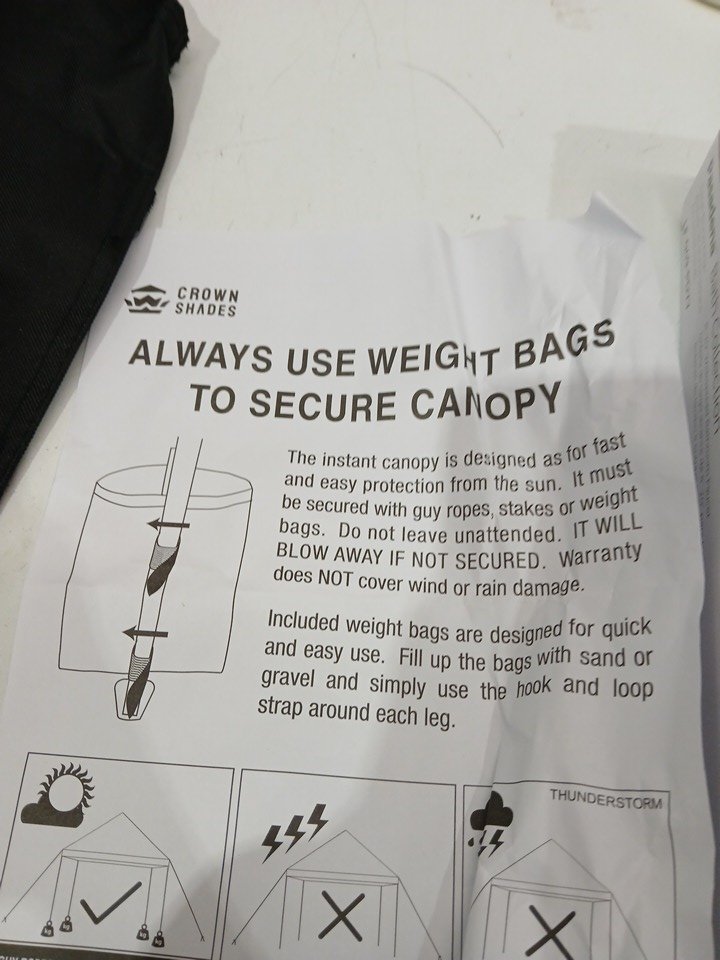 CROWN
SHADES
ALWAYS USE WEIGHT BAGS
TO SECURE CANOPY
The instant canopy is designed as for fast
and easy protection from the sun. It must
be secured with guy ropes, stakes or weight
bags. Do not leave unattended. IT WILL
BLOW AWAY IF NOT SECURED. Warranty
does NOT cover wind or rain damage.
Included weight bags are designed for quick
and easy use. Fill up the bags with sand or
gravel and simply use the hook and loop
strap around each leg.
THUNDERSTORM
kg kg kg kg